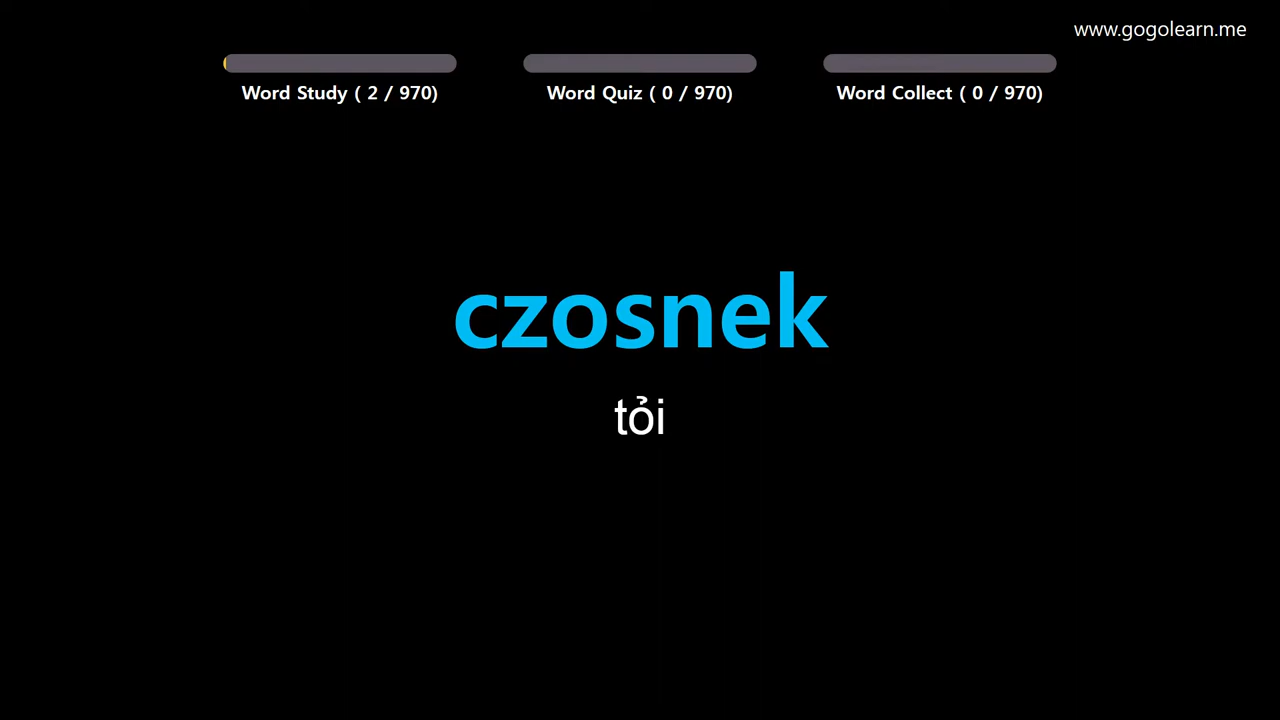 www.gogolearn.me
Word Study ( 2 / 970)
Word Quiz ( 0 / 970)
Word Collect ( 0 / 970)
czosnek
tỏi